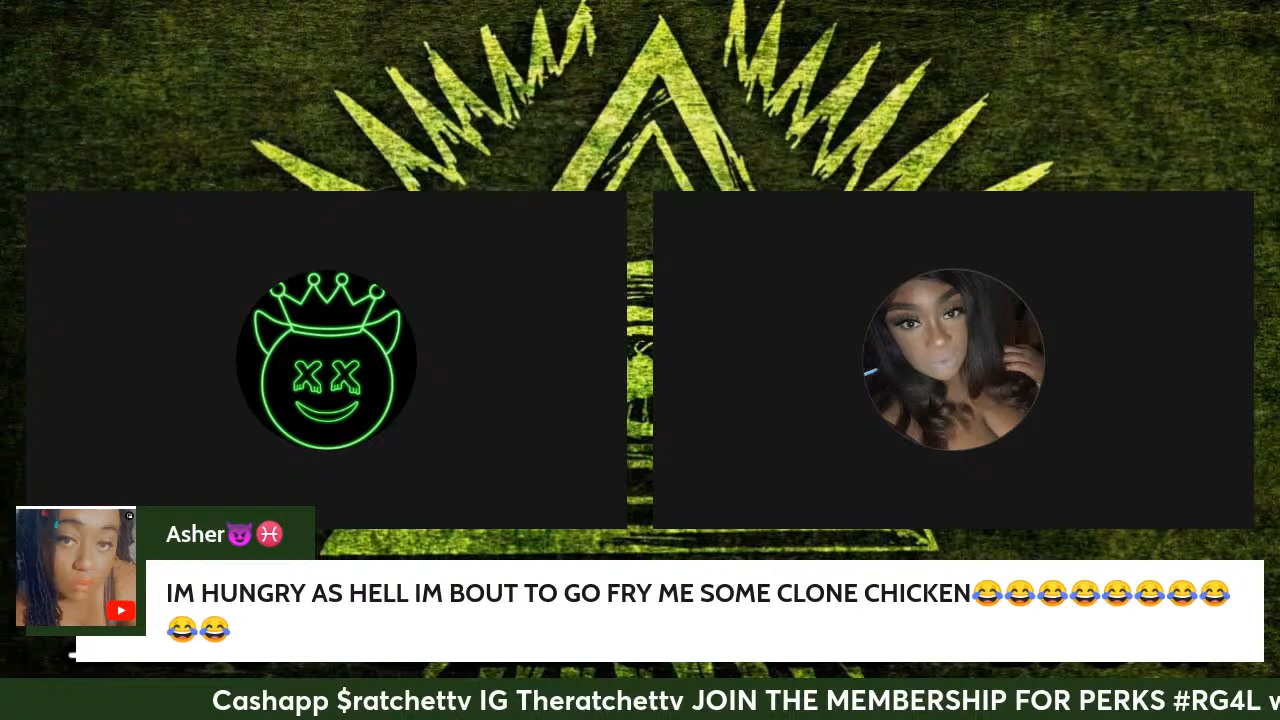 Asher😈♓
IM HUNGRY AS HELL IM BOUT TO GO FRY ME SOME CLONE CHICKEN😂😂😂😂😂😂😂😂
😂😂
Cashapp $ratchettv IG Theratchettv JOIN THE MEMBERSHIP FOR PERKS #RG4L